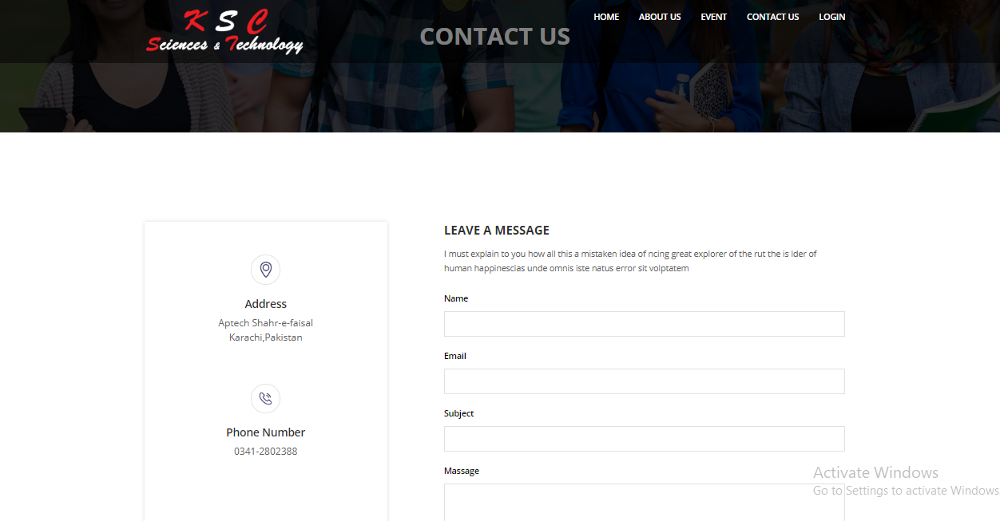 K S C
Sciences & Technology
CONTACT US
HOME ABOUT US EVENT CONTACT US LOGIN
Address
Aptech Shahr-e-faisal
Karachi,Pakistan
Phone Number
0341-2802388
LEAVE A MESSAGE
I must explain to you how all this a mistaken idea of ncing great explorer of the rut the is lder of
human happinescias unde omnis iste natus error sit volptatem
Name
Email
Subject
Massage
Activate Windows
Go to Settings to activate Windows